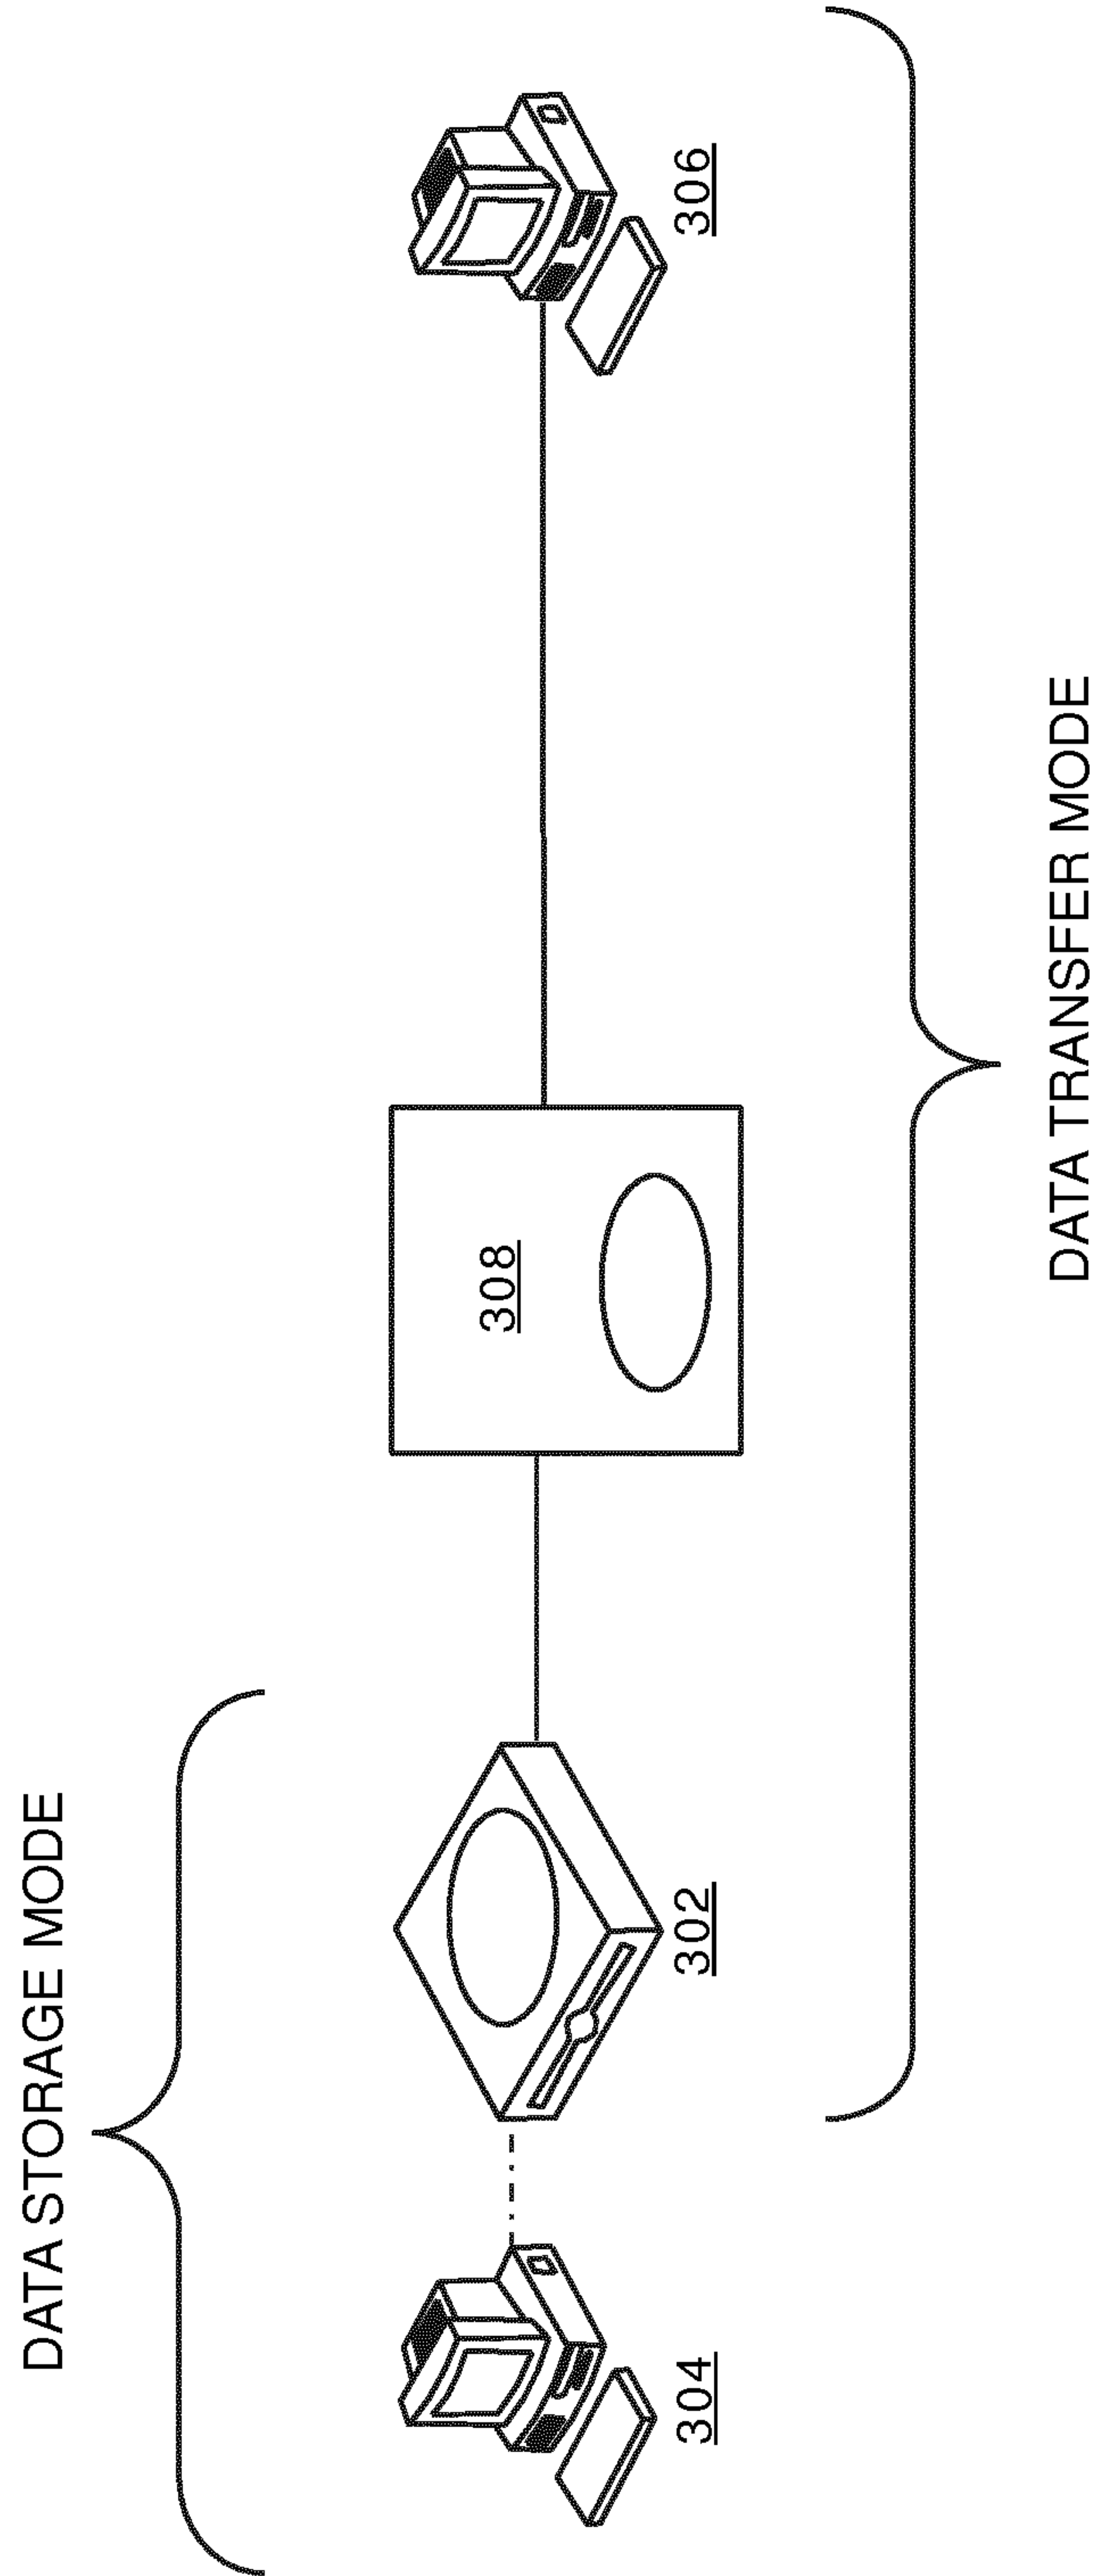 DATA STORAGE MODE
304
302
308
306
DATA TRANSFER MODE